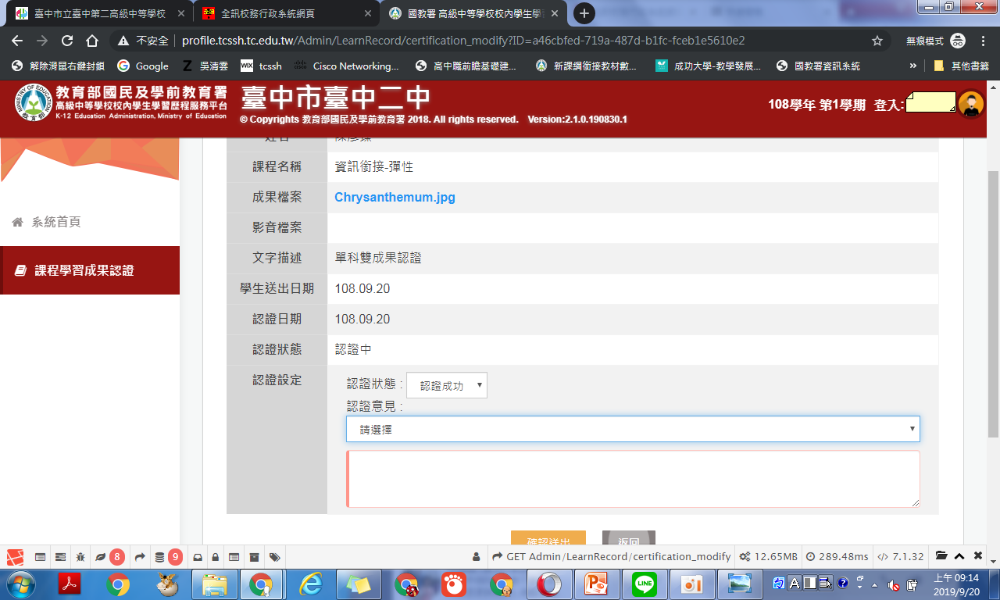 臺中市立臺中第二高級中等學校
全訊校務行政系統網頁
國教署 高級中等學校校內學生學
不安全 profile.tcssh.tc.edu.tw/Admin/LearnRecord/certification_modify?ID=a46cbfed-719a-487d-b1fc-fceb1e5610e2
無痕模式
解除滑鼠右鍵封鎖 Google 吳清雲 WIX tcssh Cisco Networking... 高中職前瞻基礎建... 新課綱銜接教材數... 成功大學-教學發展... 國教署資訊系統 » 其他書籤
教育部國民及學前教育署
高級中等學校校內學生學習歷程服務平台
K-12 Education Administration, Ministry of Education
臺中市臺中二中
© Copyrights 教育部國民及學前教育署 2018. All rights reserved. Version:2.1.0.190830.1
108學年 第1學期 登入:
系統首頁
課程學習成果認證
課程名稱 資訊銜接-彈性
成果檔案 Chrysanthemum.jpg
影音檔案
文字描述 單科雙成果認證
學生送出日期 108.09.20
認證日期 108.09.20
認證狀態 認證中
認證設定
認證狀態 : 認證成功
認證意見 :
請選擇
確認送出 返回
8 9 GET Admin/LearnRecord/certification_modify 12.65MB 289.48ms 7.1.32
上午 09:14
2019/9/20